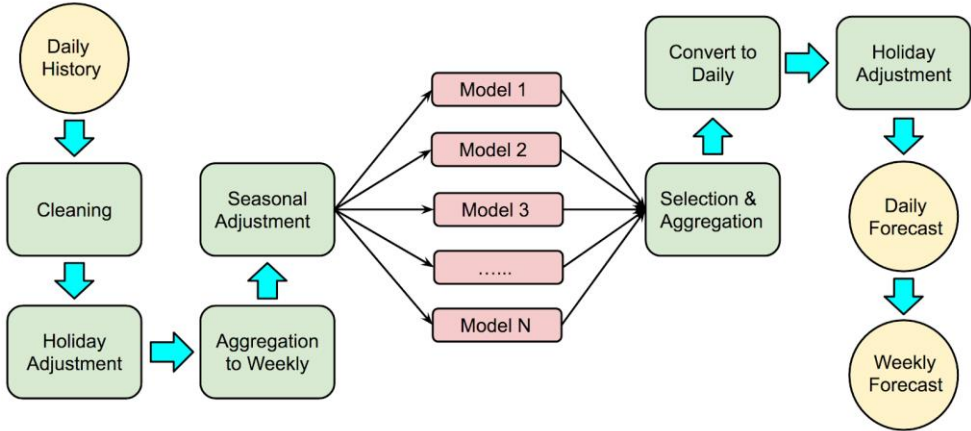 Daily
History
Cleaning
Holiday
Adjustment
Aggregation
to Weekly
Seasonal
Adjustment
Model 1
Model 2
Model 3
…...
Model N
Selection &
Aggregation
Convert to
Daily
Holiday
Adjustment
Daily
Forecast
Weekly
Forecast